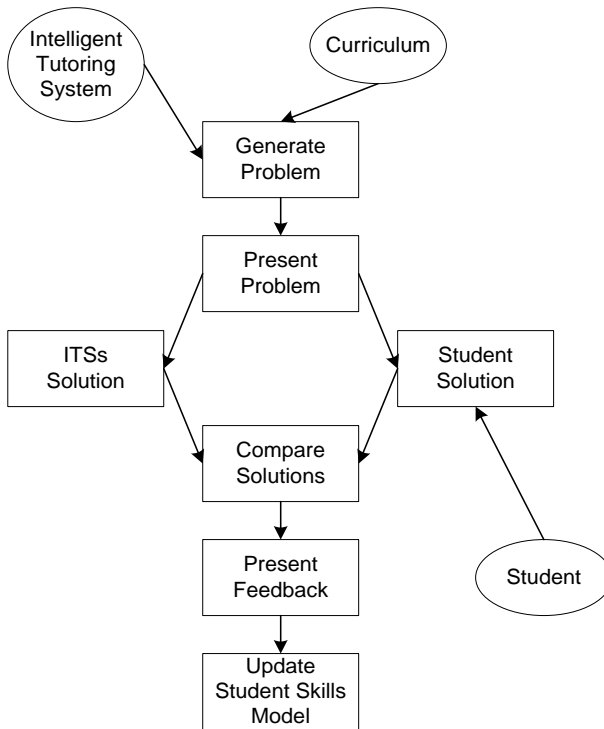 Intelligent
Tutoring
System
Curriculum
Generate
Problem
Present
Problem
ITSs
Solution
Student
Solution
Compare
Solutions
Present
Feedback
Student
Update
Student Skills
Model